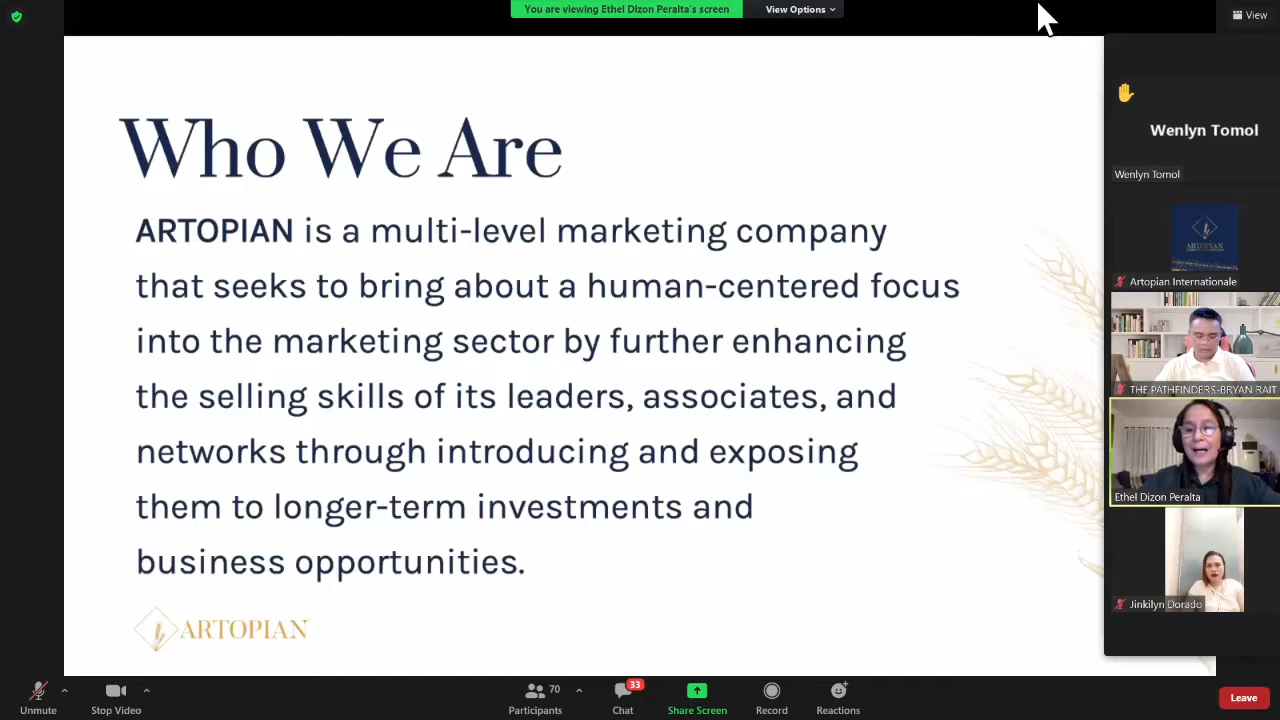 You are viewing Ethel Dizon Peralta's screen
View Options
View
Who We Are
ARTOPIAN is a multi-level marketing company
that seeks to bring about a human-centered focus
into the marketing sector by further enhancing
the selling skills of its leaders, associates, and
networks through introducing and exposing
them to longer-term investments and
business opportunities.
ARTOPIAN
Wenlyn Tomol
Wenlyn Tomol
ARTOPIAN
Artopian Internationale
THE PATHFINDERS-BRYAN RAIT
Ethel Dizon Peralta
Jinkilyn Dorado
Unmute
Stop Video
70
Participants
33
Chat
Share Screen
Record
Reactions
Leave